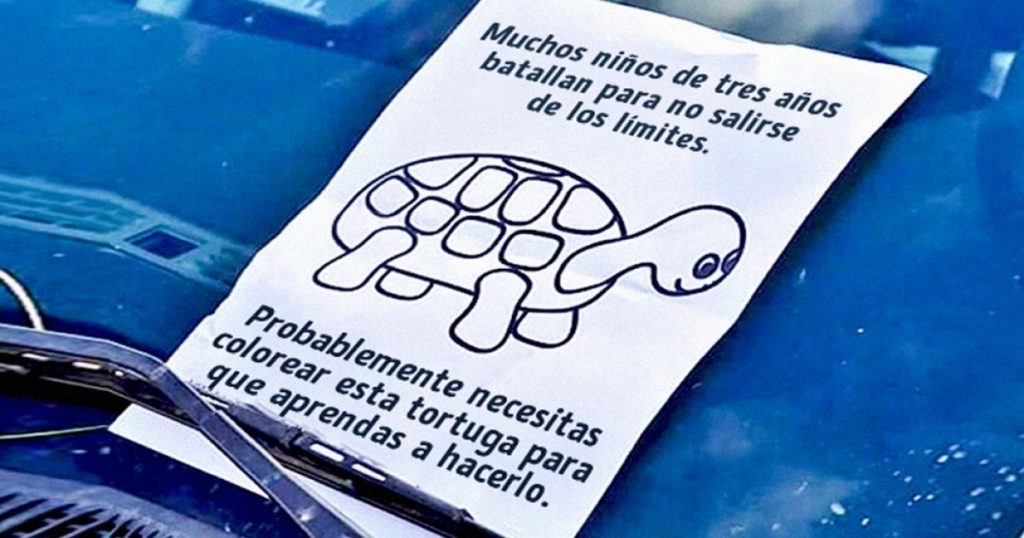 Muchos niños de tres años
batallan para no salirse
de los límites.
Probablemente necesitas
colorear esta tortuga para
que aprendas a hacerlo.